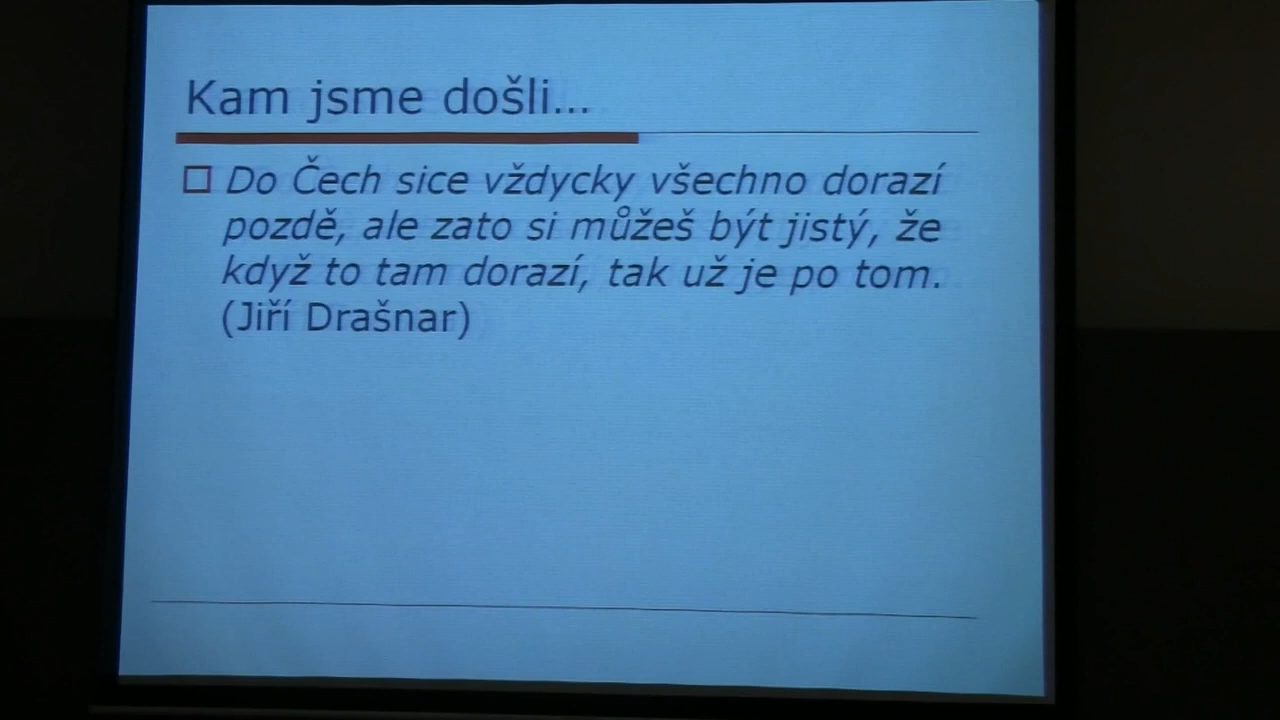 Kam jsme došli...
Do Čech sice vždycky všechno dorazí
pozdě, ale zato si můžeš být jistý, že
když to tam dorazí, tak už je po tom.
(Jiří Drašnar)